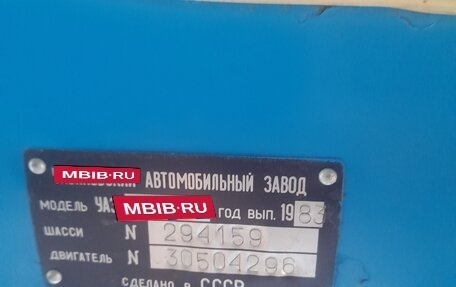 MBIB.RU
АВТОМОБИЛЬНЫЙ ЗАВОД
МОДЕЛЬ УАЗ MBIB.RU ГОД ВЫП. 1983
ШАССИ N 294159
ДВИГАТЕЛЬ N 30504296
СДЕЛАНО В СССР